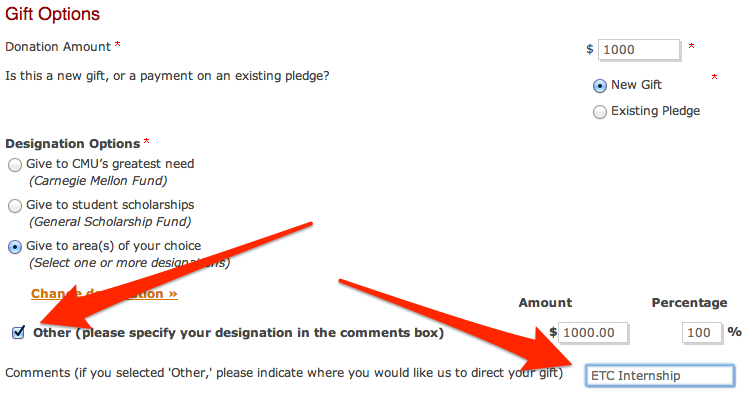 Gift Options
Donation Amount *
$ 1000 *
Is this a new gift, or a payment on an existing pledge?
New Gift *
Existing Pledge
Designation Options *
Give to CMU's greatest need
(Carnegie Mellon Fund)
Give to student scholarships
(General Scholarship Fund)
Give to area(s) of your choice
(Select one or more designations)
Change designation »
Amount Percentage
Other (please specify your designation in the comments box) $ 1000.00 100 %
Comments (if you selected 'Other,' please indicate where you would like us to direct your gift) ETC Internship